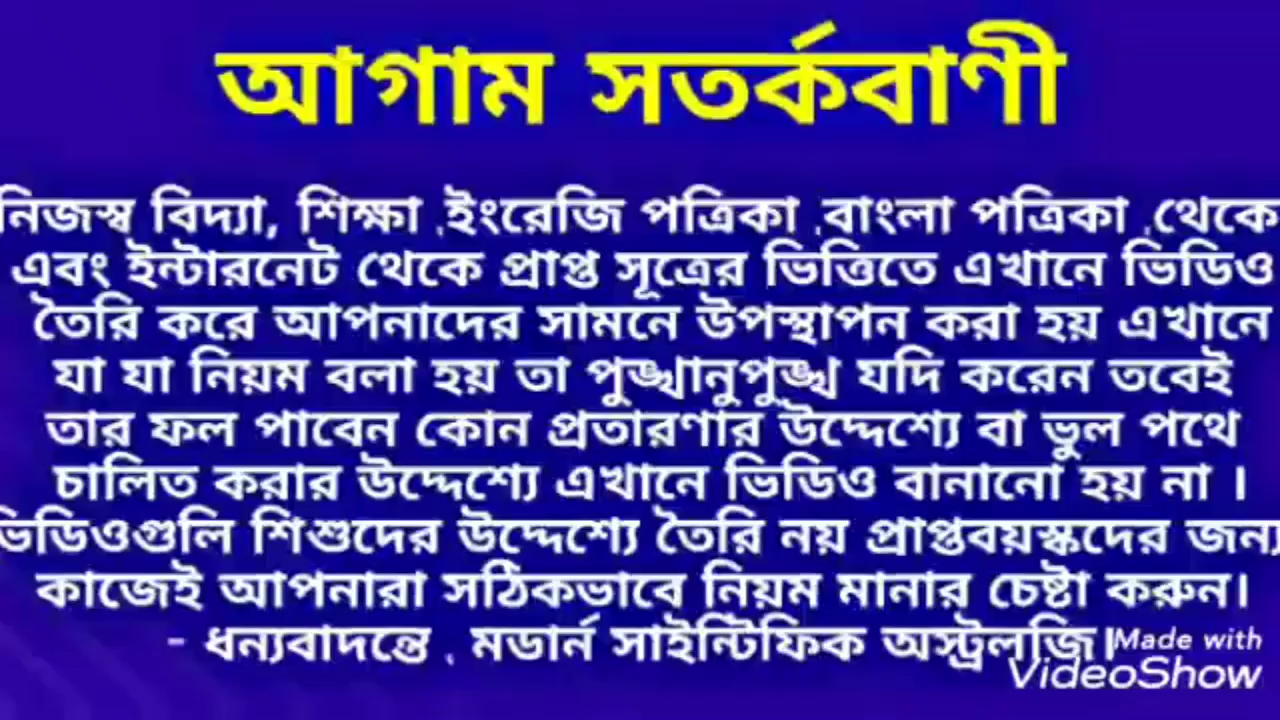 আগাম সতর্কবাণী
নিজস্ব বিদ্যা, শিক্ষা ,ইংরেজি পত্রিকা ,বাংলা পত্রিকা ,থেকে
এবং ইন্টারনেট থেকে প্রাপ্ত সূত্রের ভিত্তিতে এখানে ভিডিও
তৈরি করে আপনাদের সামনে উপস্থাপন করা হয় এখানে
যা যা নিয়ম বলা হয় তা পুঙ্খানুপুঙ্খ যদি করেন তবেই
তার ফল পাবেন কোন প্রতারণার উদ্দেশ্যে বা ভুল পথে
চালিত করার উদ্দেশ্যে এখানে ভিডিও বানানো হয় না ।
ভিডিওগুলি শিশুদের উদ্দেশ্যে তৈরি নয় প্রাপ্তবয়স্কদের জন্য
কাজেই আপনারা সঠিকভাবে নিয়ম মানার চেষ্টা করুন।
- ধন্যবাদন্তে , মডার্ন সাইন্টিফিক অস্ট্রলজি।
Made with
VideoShow